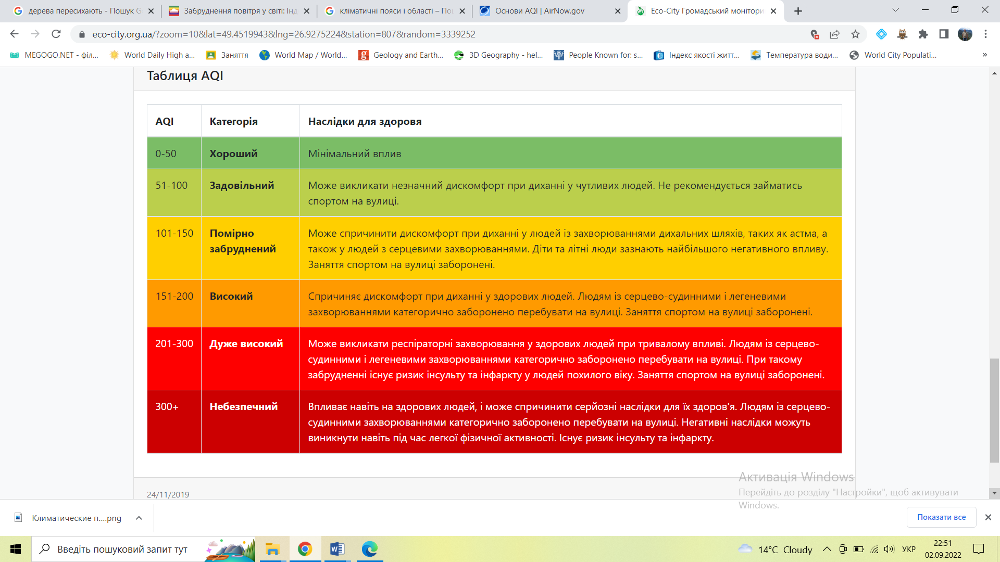 дерева пересихають - Пошук G
Забруднення повітря у світі: Інд
кліматичні пояси і області – По
Основи AQI | AirNow.gov
Eco-City Громадський монітори
eco-city.org.ua/?zoom=10&lat=49.4519943&lng=26.9275224&station=807&random=3339252
MEGOGO.NET - філ...
World Daily High a...
Заняття
World Map / World...
Geology and Earth...
3D Geography - hel...
People Known for: s...
Індекс якості житт...
Температура води...
World City Populati...
»
Таблиця AQI
AQI Категорія Наслідки для здоровя
0-50 Хороший Мінімальний вплив
51-100 Задовільний Може викликати незначний дискомфорт при диханні у чутливих людей. Не рекомендується займатись
спортом на вулиці.
101-150 Помірно Може спричинити дискомфорт при диханні у людей із захворюваннями дихальних шляхів, таких як астма, а
забруднений також у людей з серцевими захворюваннями. Діти та літні люди зазнають найбільшого негативного впливу.
Заняття спортом на вулиці заборонені.
151-200 Високий Спричиняє дискомфорт при диханні у здорових людей. Людям із серцево-судинними і легеневими
захворюваннями категорично заборонено перебувати на вулиці. Заняття спортом на вулиці заборонені.
201-300 Дуже високий Може викликати респіраторні захворювання у здорових людей при тривалому впливі. Людям із серцево-
судинними і легеневими захворюваннями категорично заборонено перебувати на вулиці. При такому
забрудненні існує ризик інсульту та інфаркту у людей похилого віку. Заняття спортом на вулиці заборонені.
300+ Небезпечний Впливає навіть на здорових людей, і може спричинити серйозні наслідки для їх здоров'я. Людям із серцево-
судинними захворюваннями категорично заборонено перебувати на вулиці. Негативні наслідки можуть
виникнути навіть під час легкої фізичної активності. Існує ризик інсульту та інфаркту.
24/11/2019
Активація Windows
Перейдіть до розділу "Настройки", щоб активувати
Windows.
Климатические п....png
Показати все
Введіть пошуковий запит тут
14°C Cloudy
УКР
22:51
02.09.2022